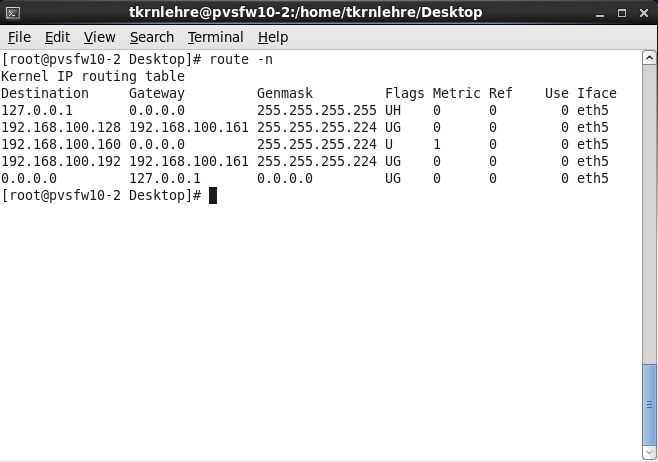 tkrnlehre@pvsfw10-2:/home/tkrnlehre/Desktop
File Edit View Search Terminal Help
[root@pvsfw10-2 Desktop]# route -n
Kernel IP routing table
Destination     Gateway         Genmask         Flags Metric Ref    Use Iface
127.0.0.1       0.0.0.0         255.255.255.255 UH    0      0        0 eth5
192.168.100.128 192.168.100.161 255.255.255.224 UG    0      0        0 eth5
192.168.100.160 0.0.0.0         255.255.255.224 U     1      0        0 eth5
192.168.100.192 192.168.100.161 255.255.255.224 UG    0      0        0 eth5
0.0.0.0         127.0.0.1       0.0.0.0         UG    0      0        0 eth5
[root@pvsfw10-2 Desktop]#